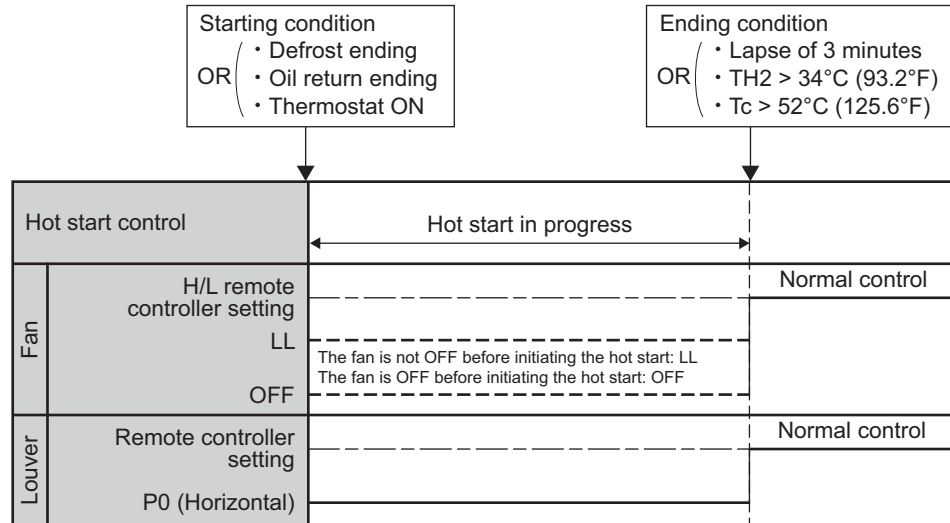 Starting condition
OR
・Defrost ending
・Oil return ending
・Thermostat ON
Ending condition
OR
・Lapse of 3 minutes
・TH2 > 34°C (93.2°F)
・Tc > 52°C (125.6°F)
Hot start control
Hot start in progress
Fan
H/L remote
controller setting
Normal control
LL
The fan is not OFF before initiating the hot start: LL
The fan is OFF before initiating the hot start: OFF
OFF
Louver
Remote controller
setting
Normal control
P0 (Horizontal)